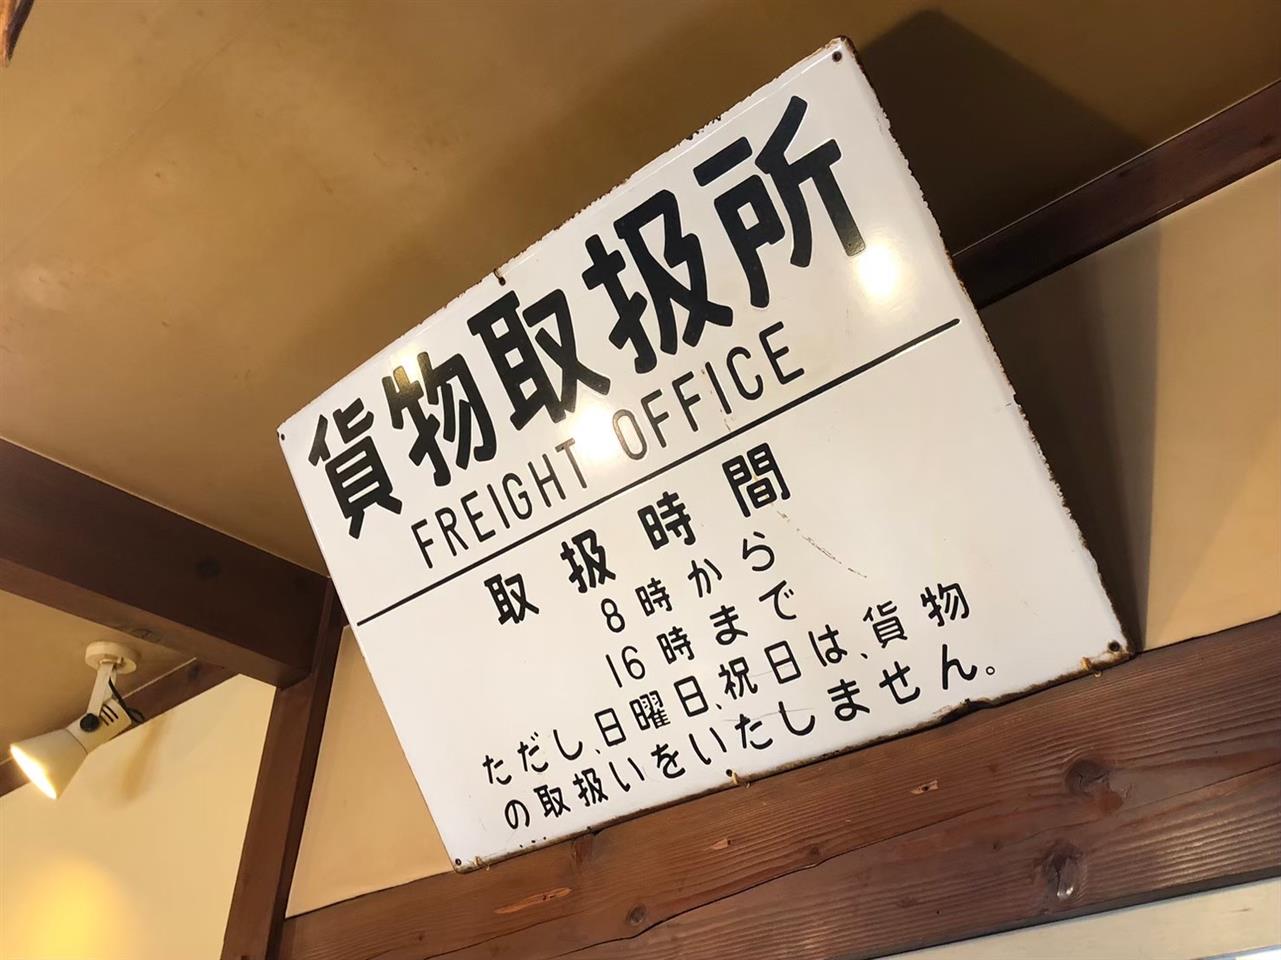 貨物取扱所
FREIGHT OFFICE
取扱時間
8時から
16時まで
ただし、日曜日、祝日は、貨物
の取扱いをいたしません。